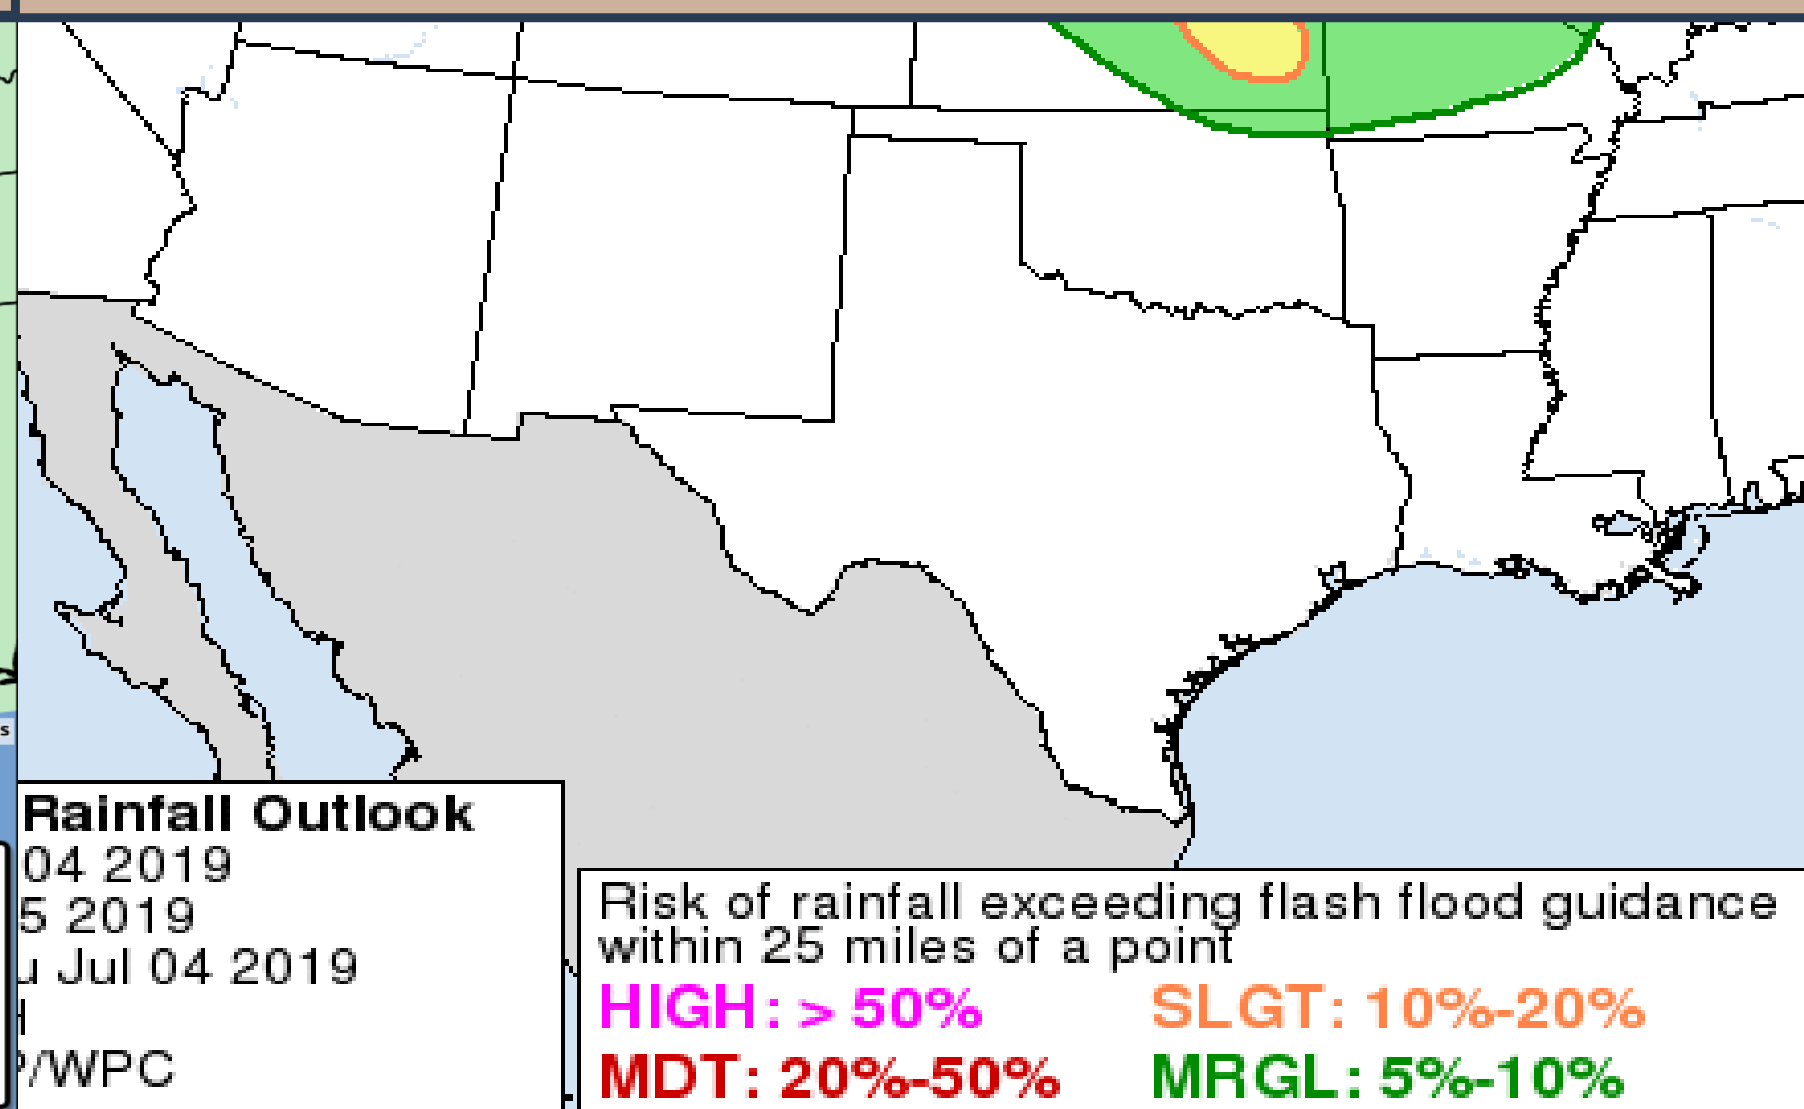 s
Rainfall Outlook
04 2019
5 2019
u Jul 04 2019
/WPC
Risk of rainfall exceeding flash flood guidance
within 25 miles of a point
HIGH: > 50% SLGT: 10%-20%
MDT: 20%-50% MRGL: 5%-10%